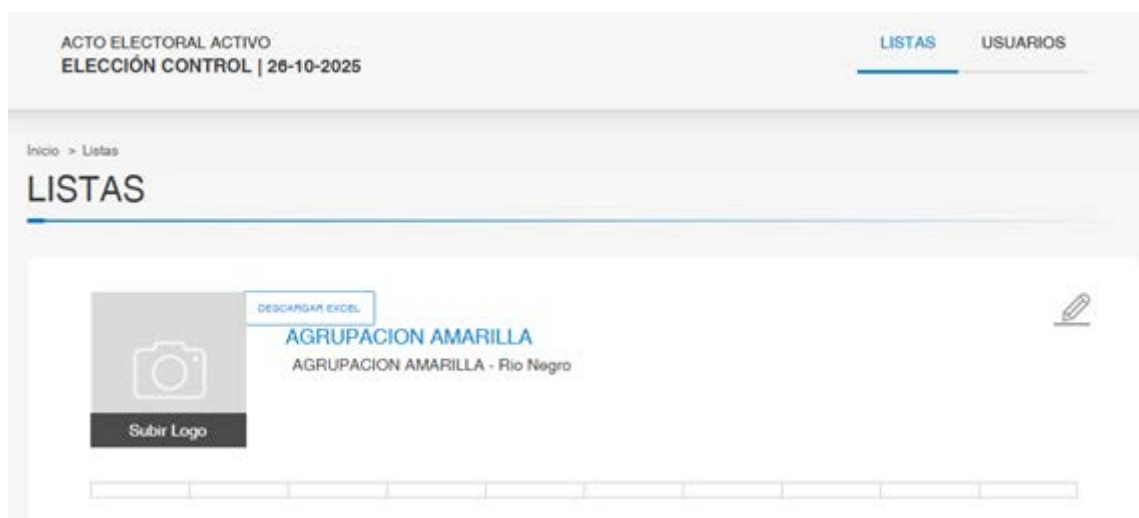 ACTO ELECTORAL ACTIVO
ELECCIÓN CONTROL | 26-10-2025
LISTAS
USUARIOS
Inicio > Listas
LISTAS
DESCARGAR EXCEL
AGRUPACION AMARILLA
AGRUPACION AMARILLA - Rio Negro
Subir Logo